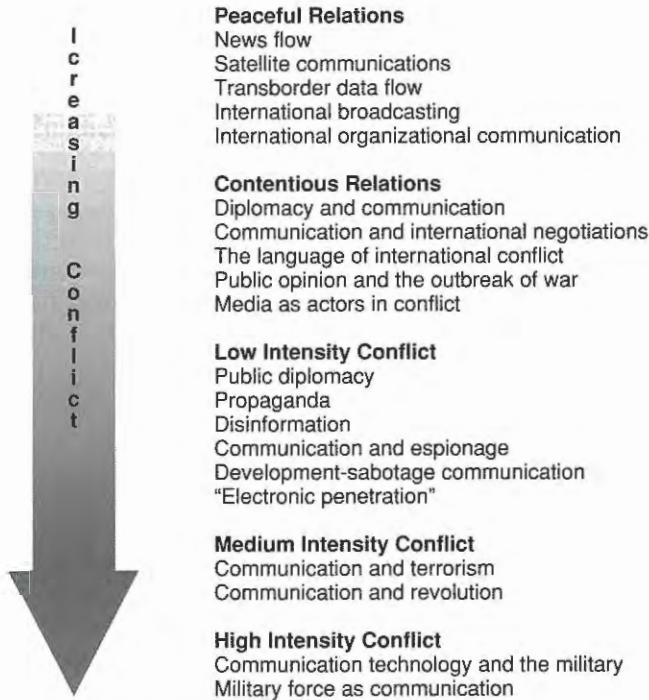 Icreasing Conflict
Peaceful Relations
News flow
Satellite communications
Transborder data flow
International broadcasting
International organizational communication
Contentious Relations
Diplomacy and communication
Communication and international negotiations
The language of international conflict
Public opinion and the outbreak of war
Media as actors in conflict
Low Intensity Conflict
Public diplomacy
Propaganda
Disinformation
Communication and espionage
Development-sabotage communication
“Electronic penetration”
Medium Intensity Conflict
Communication and terrorism
Communication and revolution
High Intensity Conflict
Communication technology and the military
Military force as communication